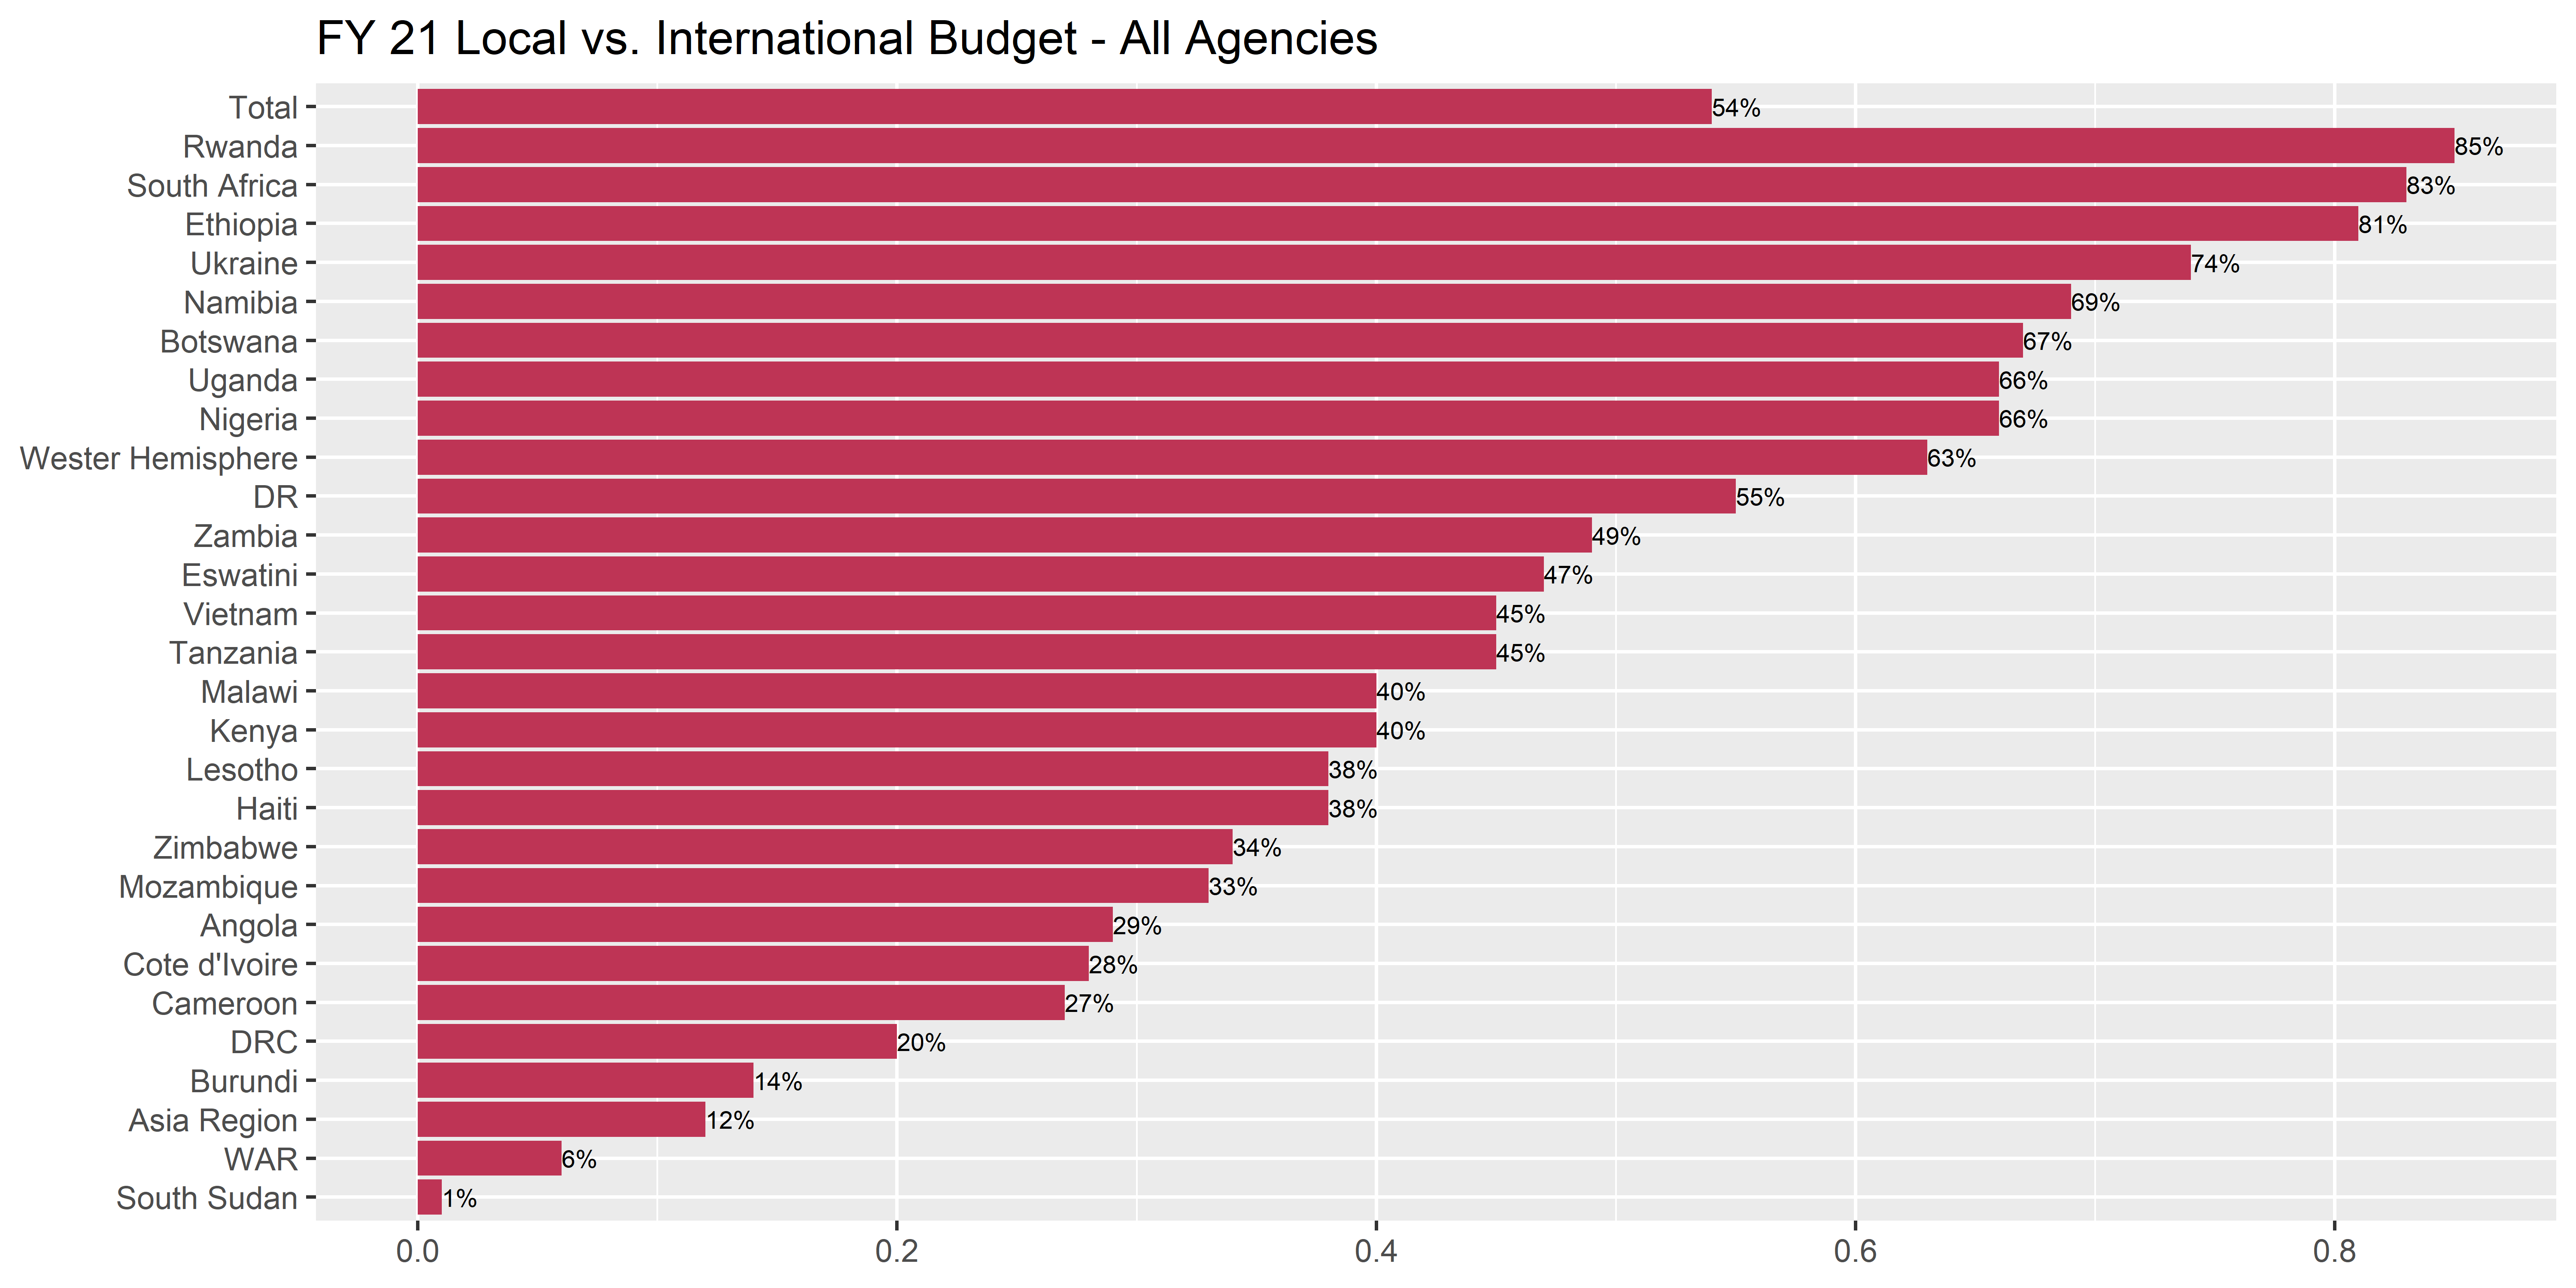 FY 21 Local vs. International Budget - All Agencies
Total 54%
Rwanda 85%
South Africa 83%
Ethiopia 81%
Ukraine 74%
Namibia 69%
Botswana 67%
Uganda 66%
Nigeria 66%
Wester Hemisphere 63%
DR 55%
Zambia 49%
Eswatini 47%
Vietnam 45%
Tanzania 45%
Malawi 40%
Kenya 40%
Lesotho 38%
Haiti 38%
Zimbabwe 34%
Mozambique 33%
Angola 29%
Cote d'Ivoire 28%
Cameroon 27%
DRC 20%
Burundi 14%
Asia Region 12%
WAR 6%
South Sudan 1%
0.0 0.2 0.4 0.6 0.8